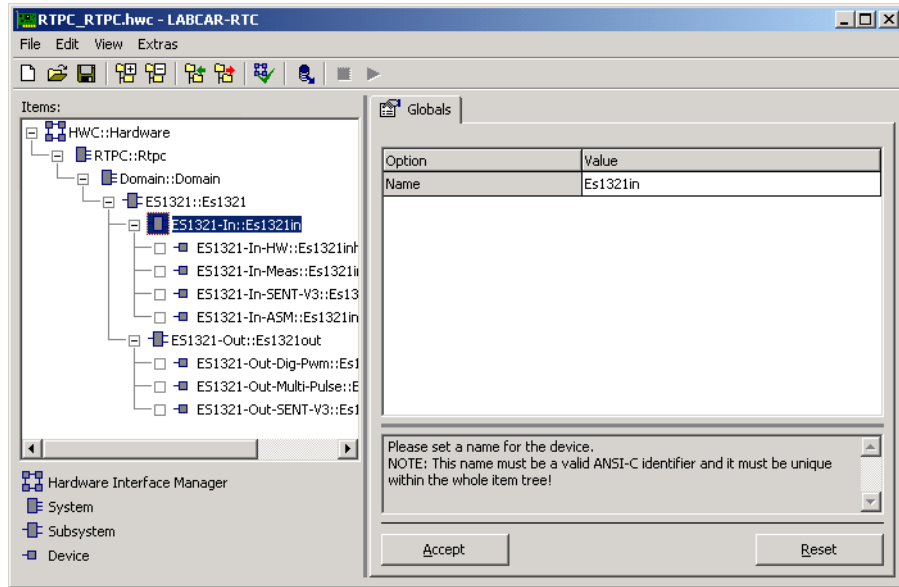 RTPC_RTPC.hwc - LABCAR-RTC
File Edit View Extras
Items:
HWC::Hardware
RTPC::Rtpc
Domain::Domain
ES1321::Es1321
ES1321-In::Es1321in
ES1321-In-HW::Es1321inh
ES1321-In-Meas::Es1321in
ES1321-In-SENT-V3::Es13
ES1321-In-ASM::Es1321in
ES1321-Out::Es1321out
ES1321-Out-Dig-Pwm::Es1
ES1321-Out-Multi-Pulse::E
ES1321-Out-SENT-V3::Es1
Hardware Interface Manager
System
Subsystem
Device
Globals
Option Value
Name Es1321in
Please set a name for the device.
NOTE: This name must be a valid ANSI-C identifier and it must be unique
within the whole item tree!
Accept Reset